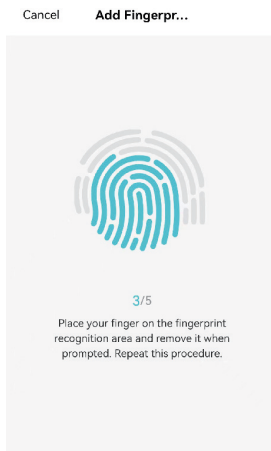 Cancel Add Fingerpr...
3/5
Place your finger on the fingerprint
recognition area and remove it when
prompted. Repeat this procedure.